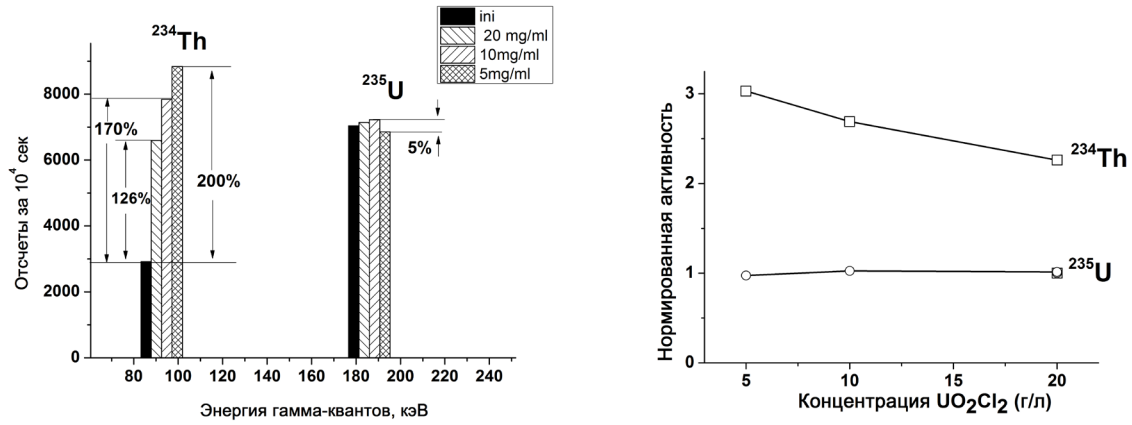 ini
20 mg/ml
10mg/ml
5mg/ml
²³⁴Th
²³⁵U
8000
6000
4000
2000
0
170%
126%
200%
5%
80 100 120 140 160 180 200 220 240
Отсчеты за 10⁴ сек
Энергия гамма-квантов, кэВ
3
2
1
0
²³⁴Th
²³⁵U
5 10 15 20
Нормированная активность
Концентрация UO₂Cl₂ (г/л)